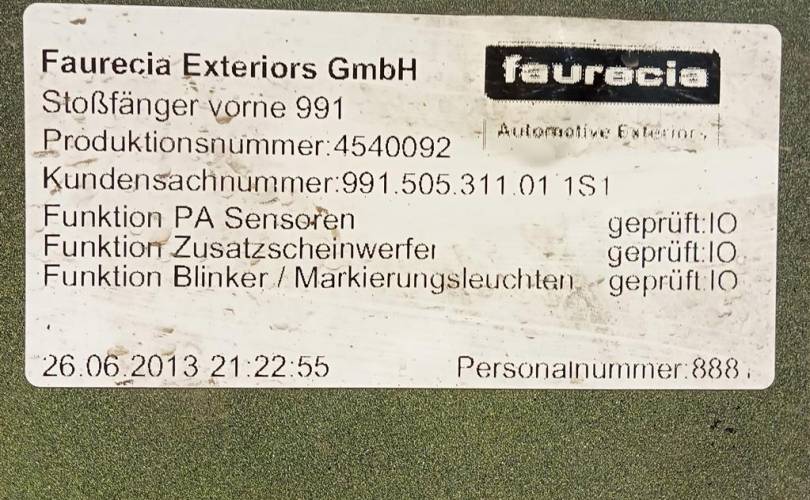 Faurecia Exteriors GmbH
faurecia
Stoßfänger vorne 991
Automotive Exteriors
Produktionsnummer:4540092
Kundensachnummer:991.505.311.01 1S1
Funktion PA Sensoren geprüft:IO
Funktion Zusatzscheinwerfer geprüft:IO
Funktion Blinker / Markierungsleuchten geprüft:IO
26.06.2013 21:22:55 Personalnummer:888